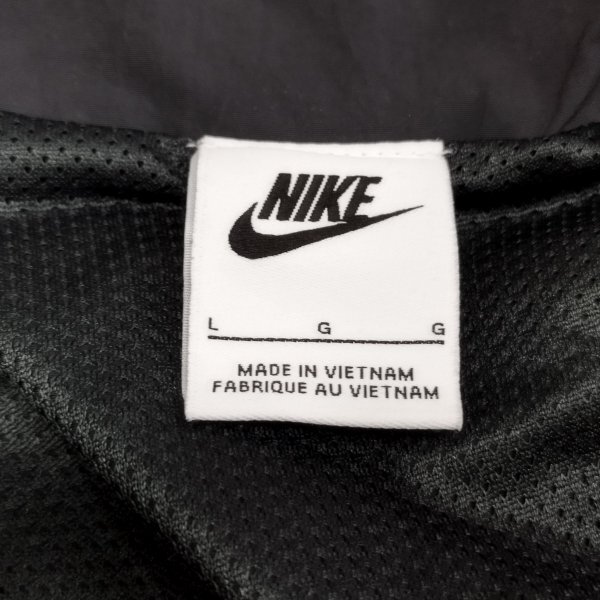 NIKE
L G G
MADE IN VIETNAM
FABRIQUE AU VIETNAM